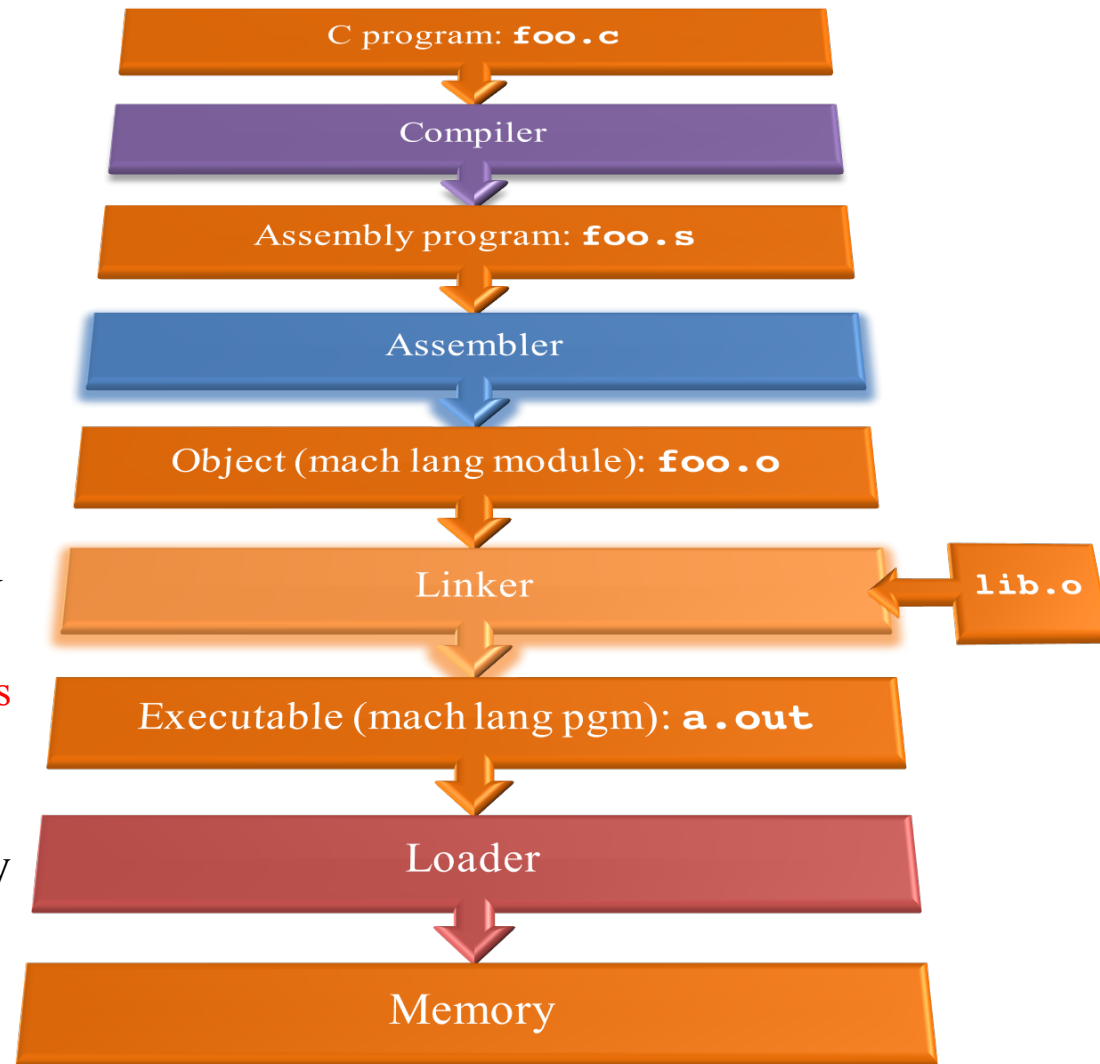 C program: foo.c
Compiler
Assembly program: foo.s
Assembler
Object (mach lang module): foo.o
Linker
lib.o
Executable (mach lang pgm): a.out
Loader
Memory